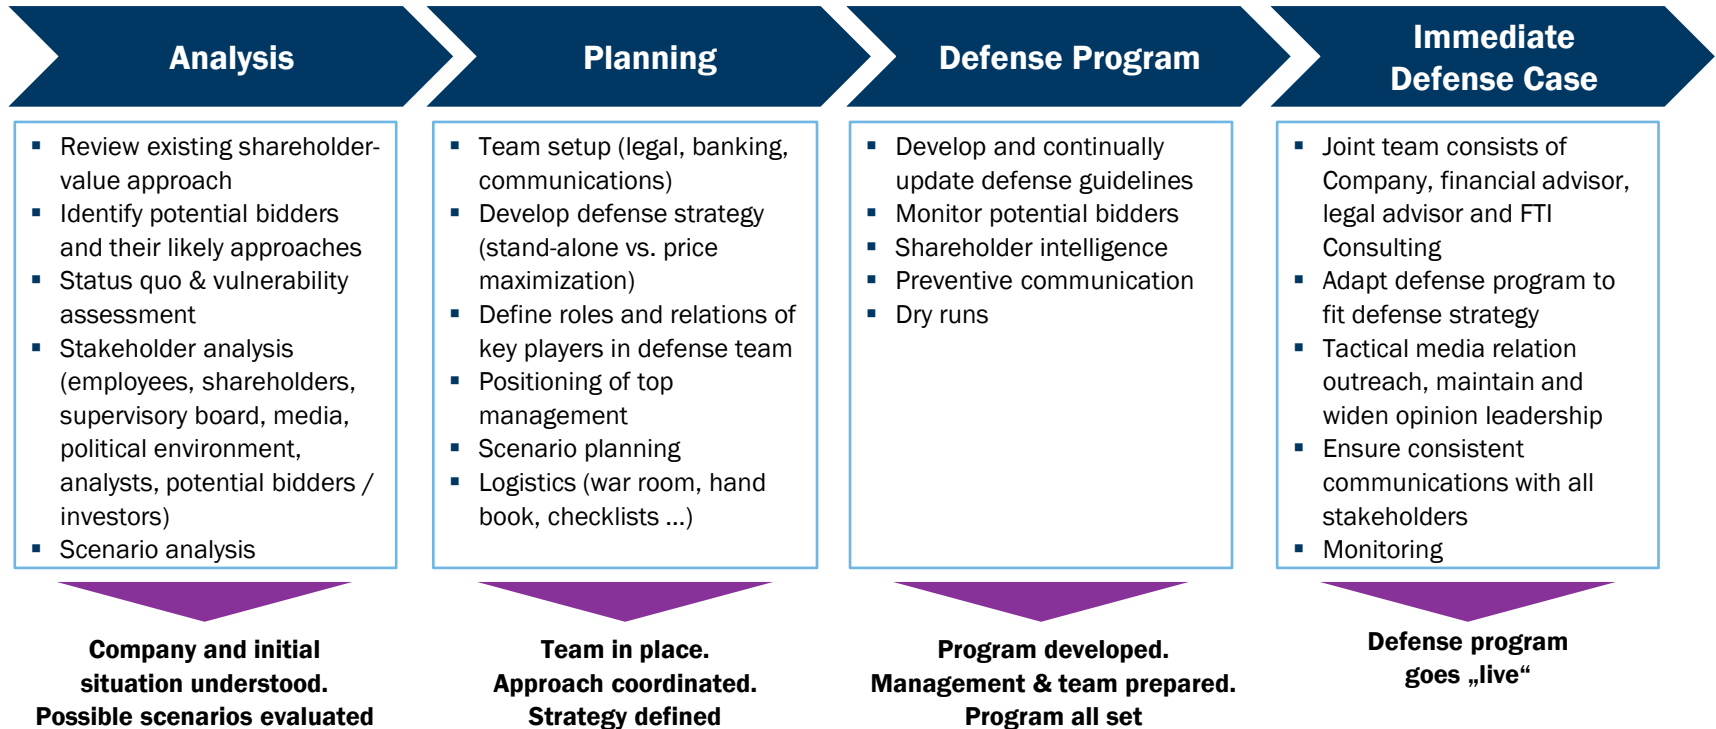 Analysis
Planning
Defense Program
Immediate
Defense Case
▪ Review existing shareholder-
value approach
▪ Identify potential bidders
and their likely approaches
▪ Status quo & vulnerability
assessment
▪ Stakeholder analysis
(employees, shareholders,
supervisory board, media,
political environment,
analysts, potential bidders /
investors)
▪ Scenario analysis
▪ Team setup (legal, banking,
communications)
▪ Develop defense strategy
(stand-alone vs. price
maximization)
▪ Define roles and relations of
key players in defense team
▪ Positioning of top
management
▪ Scenario planning
▪ Logistics (war room, hand
book, checklists ...)
▪ Develop and continually
update defense guidelines
▪ Monitor potential bidders
▪ Shareholder intelligence
▪ Preventive communication
▪ Dry runs
▪ Joint team consists of
Company, financial advisor,
legal advisor and FTI
Consulting
▪ Adapt defense program to
fit defense strategy
▪ Tactical media relation
outreach, maintain and
widen opinion leadership
▪ Ensure consistent
communications with all
stakeholders
▪ Monitoring
Company and initial
situation understood.
Possible scenarios evaluated
Team in place.
Approach coordinated.
Strategy defined
Program developed.
Management & team prepared.
Program all set
Defense program
goes „live“